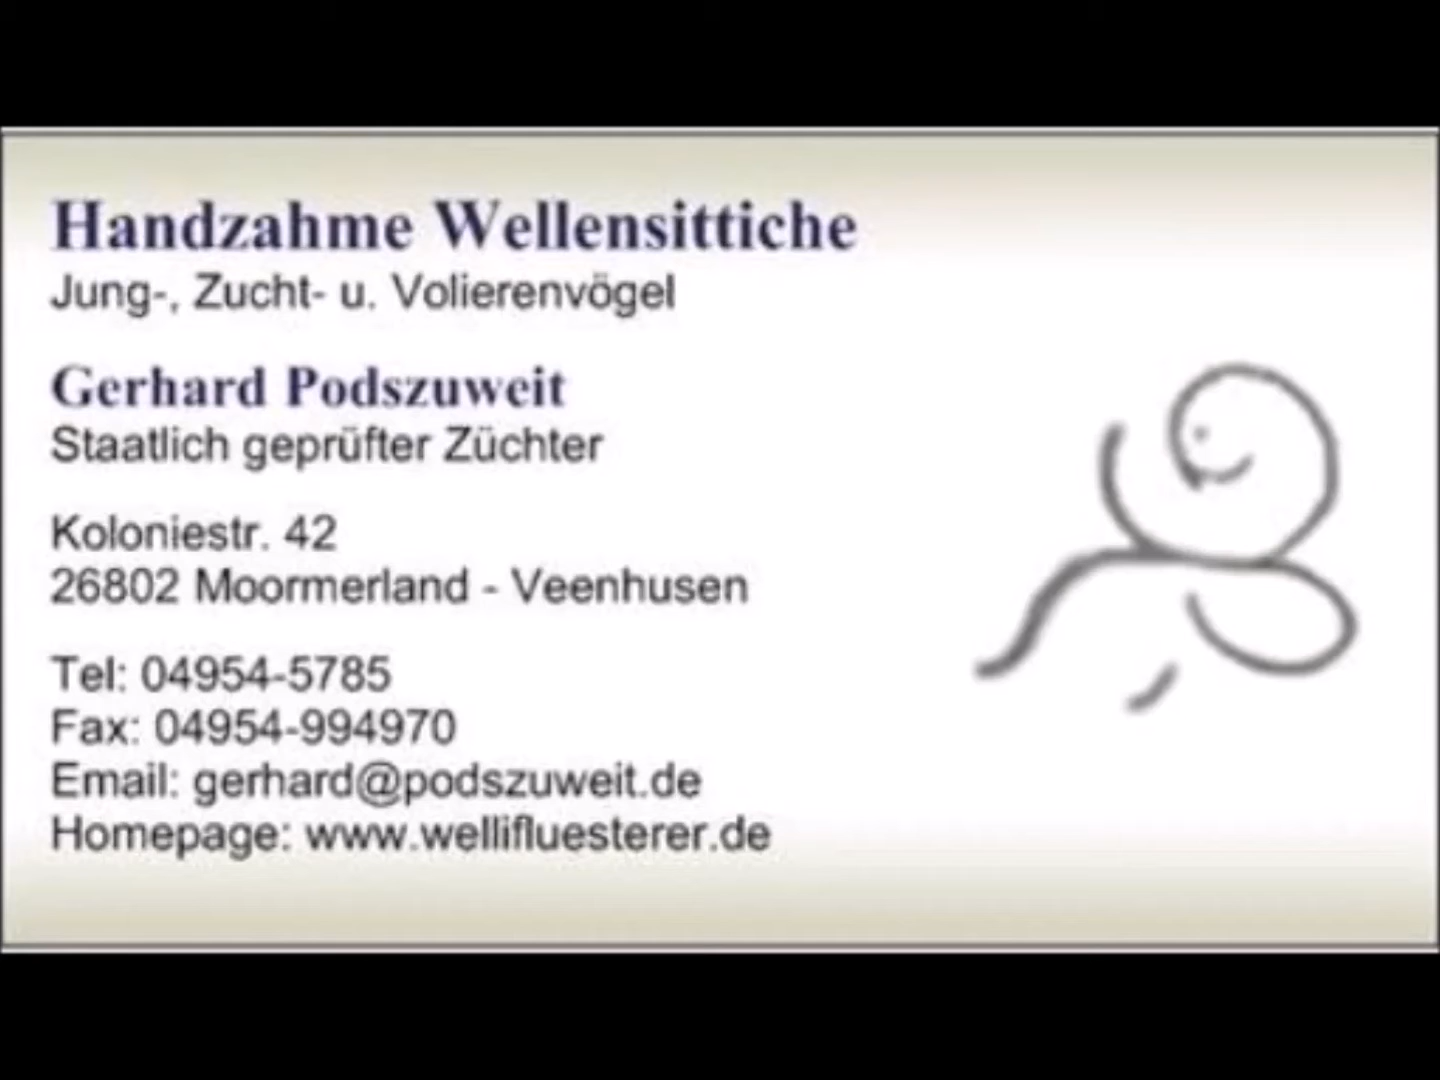 Handzahme Wellensittiche
Jung-, Zucht- u. Volierenvögel
Gerhard Podszuweit
Staatlich geprüfter Züchter
Koloniestr. 42
26802 Moormerland - Veenhusen
Tel: 04954-5785
Fax: 04954-994970
Email: gerhard@podszuweit.de
Homepage: www.wellifluesterer.de